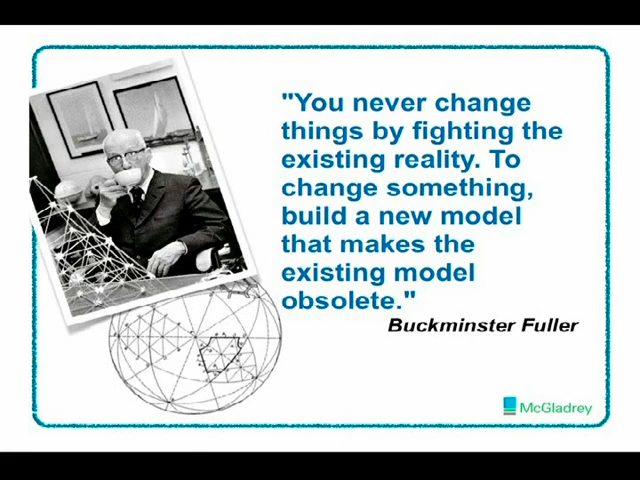 "You never change
things by fighting the
existing reality. To
change something,
build a new model
that makes the
existing model
obsolete."
Buckminster Fuller
McGladrey